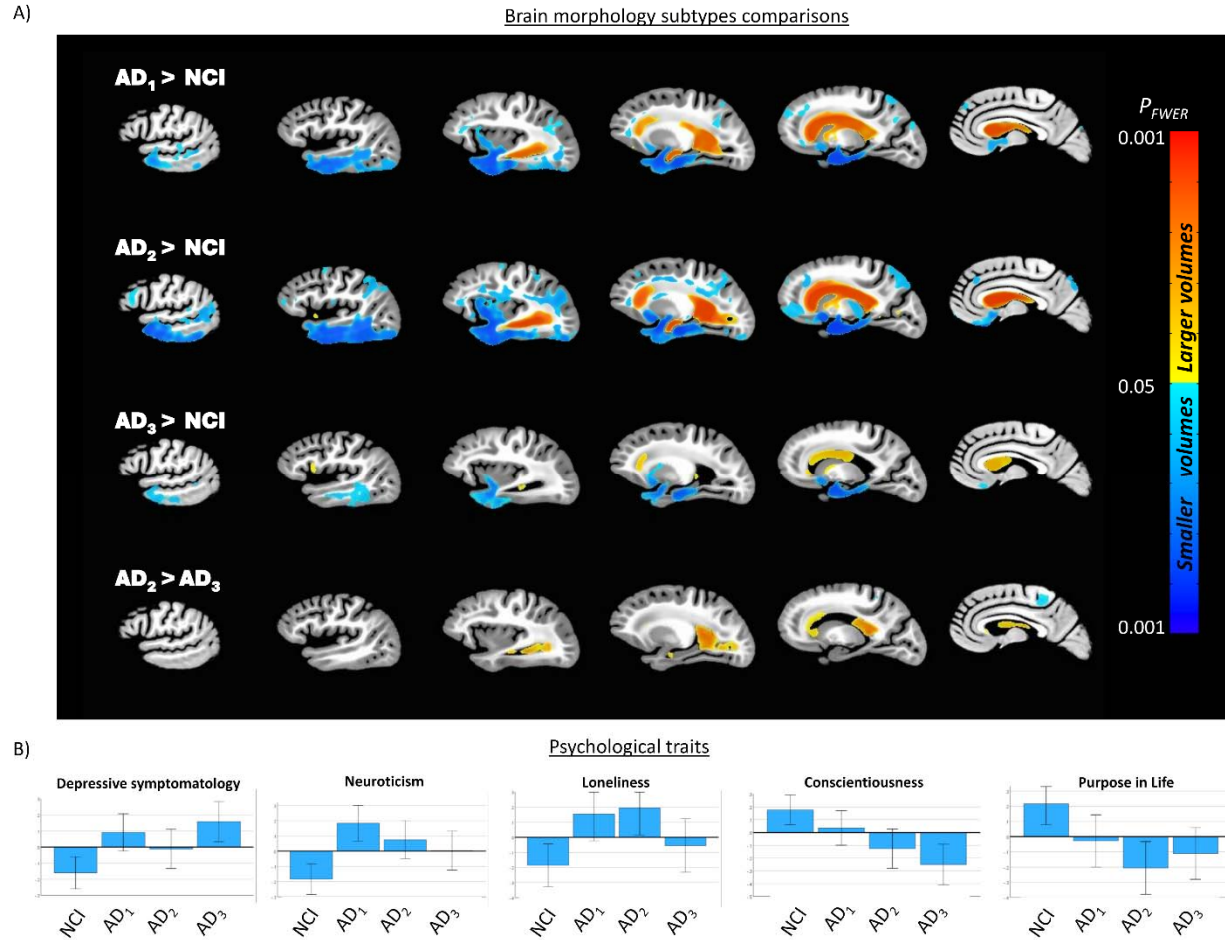 A)
Brain morphology subtypes comparisons
AD₁ > NCI
AD₂ > NCI
AD₃ > NCI
AD₂ > AD₃
P_FWER
0.001
Larger volumes
0.05
Smaller volumes
0.001
B)
Psychological traits
Depressive symptomatology
NCI AD₁ AD₂ AD₃
Neuroticism
NCI AD₁ AD₂ AD₃
Loneliness
NCI AD₁ AD₂ AD₃
Conscientiousness
NCI AD₁ AD₂ AD₃
Purpose in Life
NCI AD₁ AD₂ AD₃